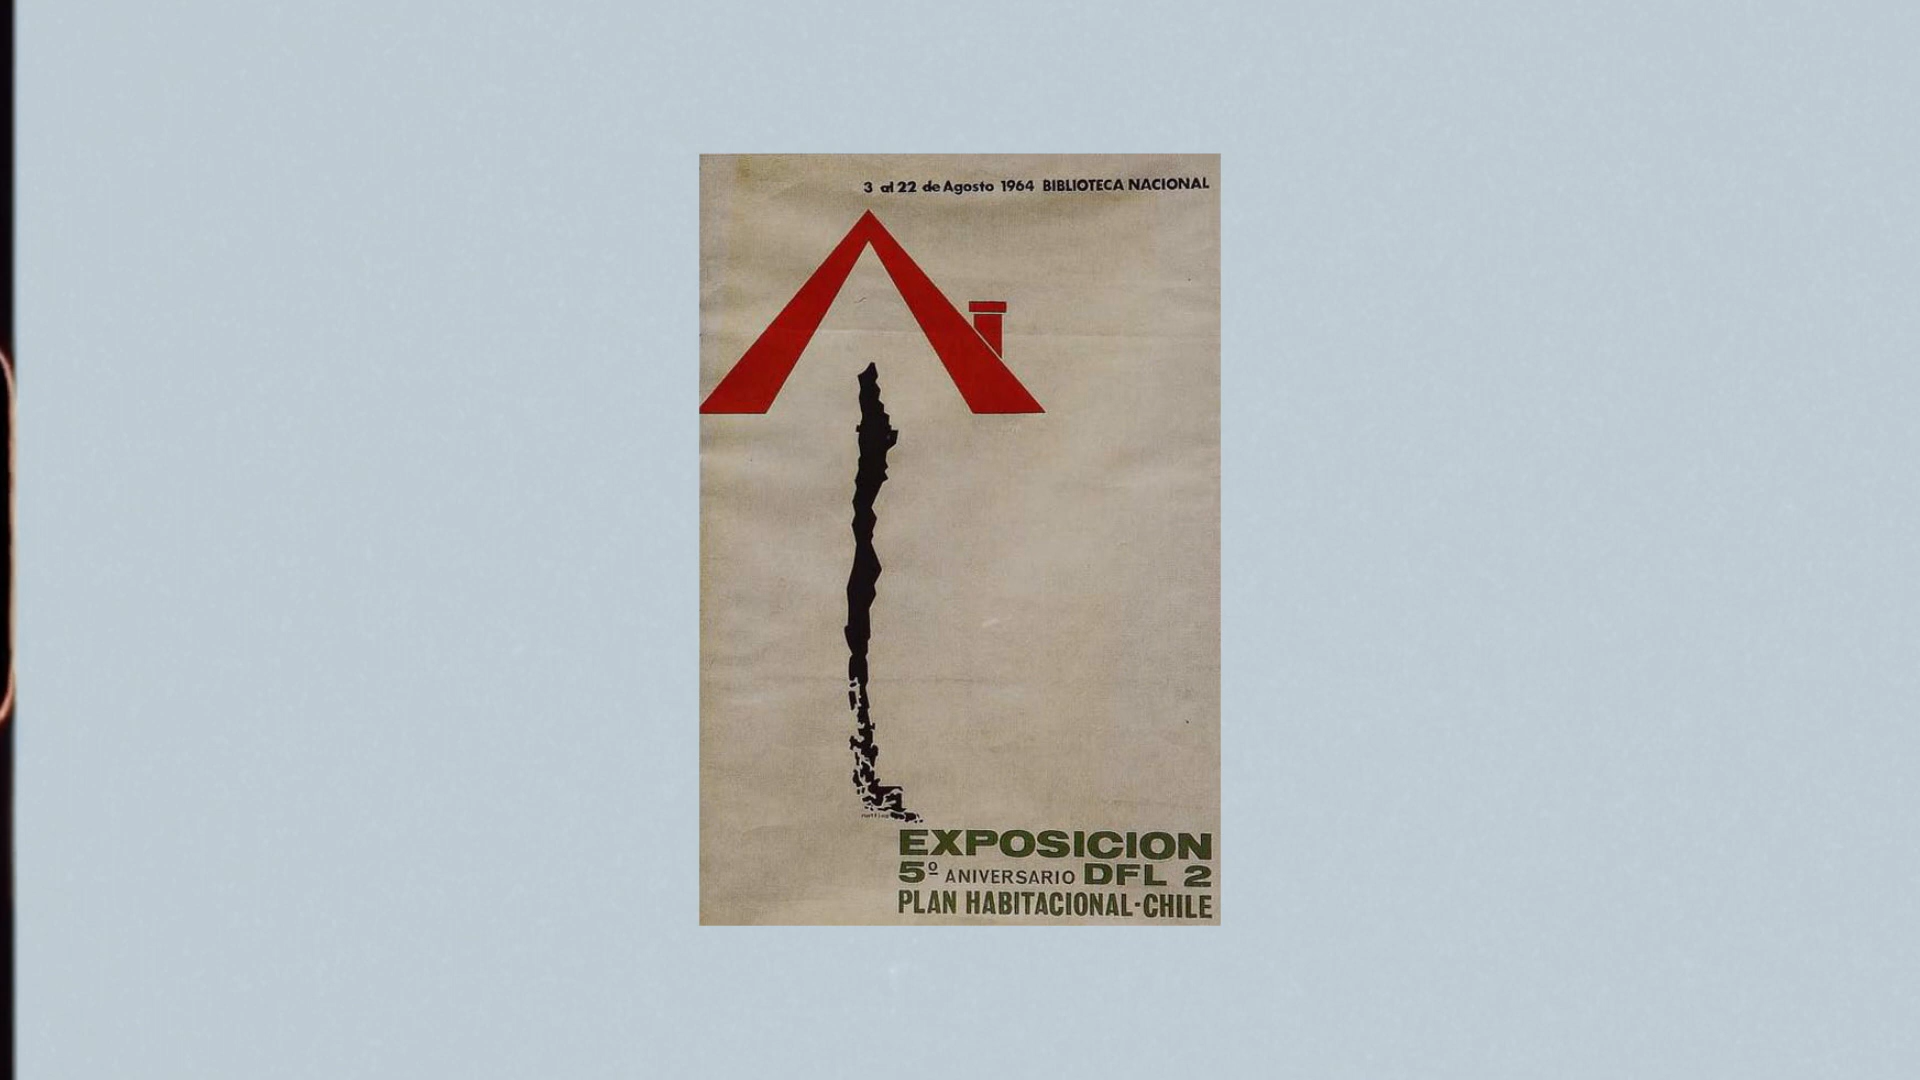 3 al 22 de Agosto 1964 BIBLIOTECA NACIONAL
EXPOSICION
5º ANIVERSARIO DFL 2
PLAN HABITACIONAL-CHILE